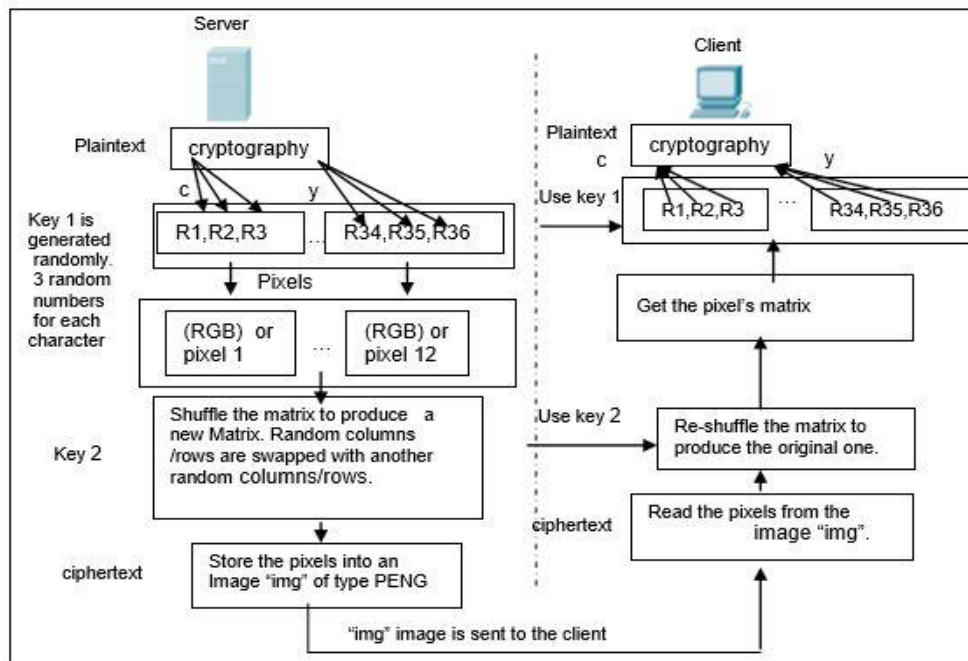 Server
Plaintext
cryptography
c
y
Key 1 is
generated
randomly.
3 random
numbers
for each
character
R1,R2,R3
...
R34,R35,R36
Pixels
(RGB) or
pixel 1
...
(RGB) or
pixel 12
Key 2
Shuffle the matrix to produce a
new Matrix. Random columns
/rows are swapped with another
random columns/rows.
ciphertext
Store the pixels into an
Image “img” of type PENG
“img” image is sent to the client
Client
Plaintext
cryptography
c
y
Use key 1
R1,R2,R3
...
R34,R35,R36
Get the pixel’s matrix
Use key 2
Re-shuffle the matrix to
produce the original one.
ciphertext
Read the pixels from the
image “img”.